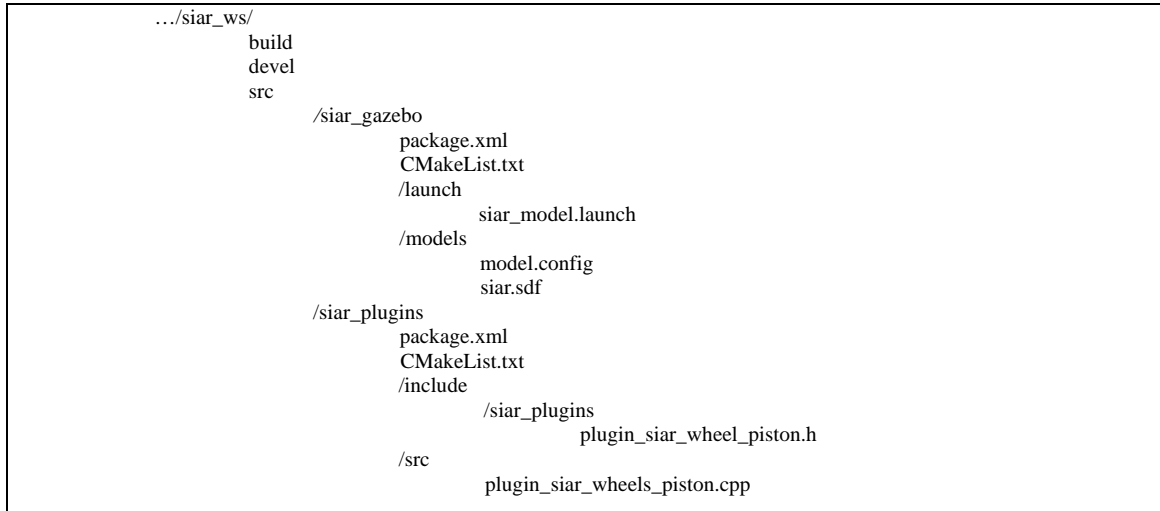 …/siar_ws/
build
devel
src
/siar_gazebo
package.xml
CMakeList.txt
/launch
siar_model.launch
/models
model.config
siar.sdf
/siar_plugins
package.xml
CMakeList.txt
/include
/siar_plugins
plugin_siar_wheel_piston.h
/src
plugin_siar_wheels_piston.cpp